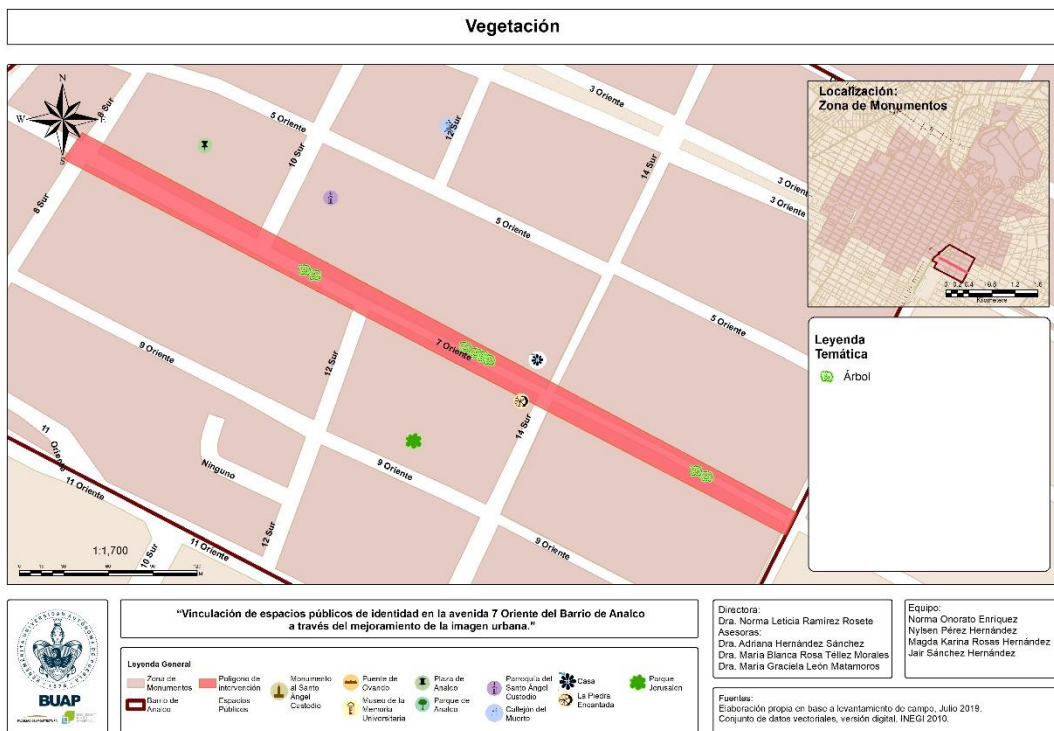 Vegetación
N
W
E
S
8 Sur
8 Sur
5 Oriente
10 Sur
12 Sur
3 Oriente
14 Sur
3 Oriente
3 Oriente
5 Oriente
5 Oriente
7 Oriente
9 Oriente
12 Sur
14 Sur
11 Oriente
11 Oriente
Ninguno
9 Oriente
12 Sur
11 Oriente
10 Sur
9 Oriente
1:1,700
Localización:
Zona de Monumentos
Kilometers
Leyenda
Temática
Árbol
BENEMÉRITA UNIVERSIDAD AUTÓNOMA DE PUEBLA
BUAP
“Vinculación de espacios públicos de identidad en la avenida 7 Oriente del Barrio de Analco
a través del mejoramiento de la imagen urbana.”
Leyenda General
Zona de
Monumentos
Barrio de
Analco
Poligono de
intervención
Espacios
Públicos
Monumento
al Santo
Ángel
Custodio
Puente de
Ovando
Museo de la
Memoria
Universitaria
Plaza de
Analco
Parque de
Analco
Parroquia del
Santo Ángel
Custodio
Callejón del
Muerto
Casa
La Piedra
Encantada
Parque
Jerusalen
Directora:
Dra. Norma Leticia Ramírez Rosete
Asesoras:
Dra. Adriana Hernández Sánchez
Dra. María Blanca Rosa Téllez Morales
Dra. María Graciela León Matamoros
Equipo:
Norma Onorato Enriquez
Nylsen Pérez Hernández
Magda Karina Rosas Hernández
Jair Sánchez Hernández
Fuentes:
Elaboración propia en base a levantamiento de campo, Julio 2019.
Conjunto de datos vectoriales, versión digital. INEGI 2010.